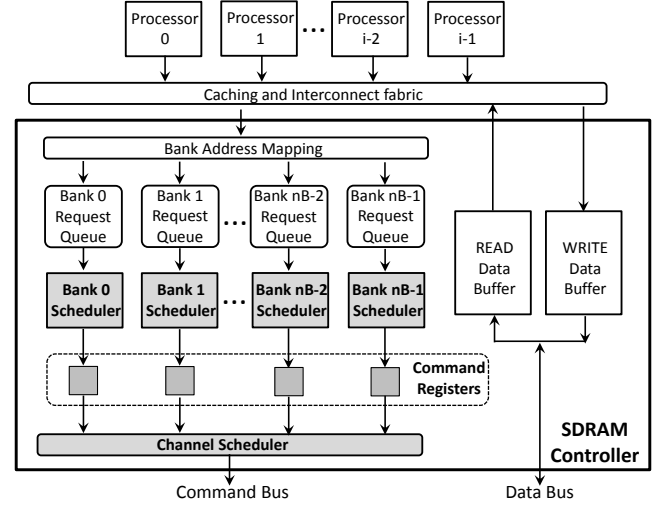 Processor Processor ... Processor Processor
0 1 i-2 i-1
Caching and Interconnect fabric
Bank Address Mapping
Bank 0 Bank 1 Bank nB-2 Bank nB-1
Request Request ... Request Request
Queue Queue Queue Queue
READ WRITE
Data Data
Buffer Buffer
Bank 0 Bank 1 ... Bank nB-2 Bank nB-1
Scheduler Scheduler Scheduler Scheduler
Command
Registers
Channel Scheduler
SDRAM
Controller
Command Bus Data Bus